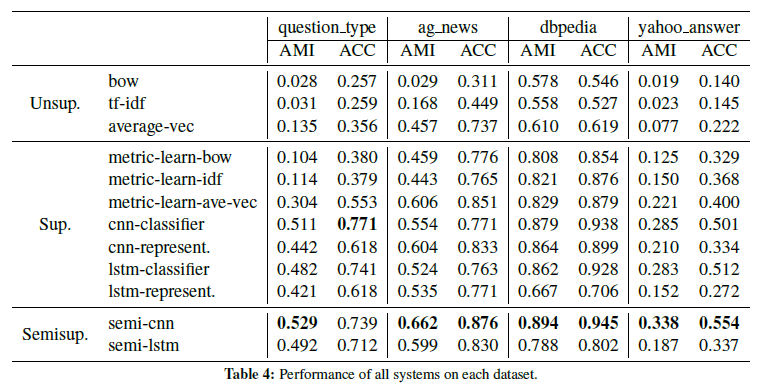 question_type ag_news dbpedia yahoo_answer
AMI ACC AMI ACC AMI ACC AMI ACC
bow 0.028 0.257 0.029 0.311 0.578 0.546 0.019 0.140
Unsup. tf-idf 0.031 0.259 0.168 0.449 0.558 0.527 0.023 0.145
average-vec 0.135 0.356 0.457 0.737 0.610 0.619 0.077 0.222
metric-learn-bow 0.104 0.380 0.459 0.776 0.808 0.854 0.125 0.329
metric-learn-idf 0.114 0.379 0.443 0.765 0.821 0.876 0.150 0.368
metric-learn-ave-vec 0.304 0.553 0.606 0.851 0.829 0.879 0.221 0.400
Sup. cnn-classifier 0.511 0.771 0.554 0.771 0.879 0.938 0.285 0.501
cnn-represent. 0.442 0.618 0.604 0.833 0.864 0.899 0.210 0.334
lstm-classifier 0.482 0.741 0.524 0.763 0.862 0.928 0.283 0.512
lstm-represent. 0.421 0.618 0.535 0.771 0.667 0.706 0.152 0.272
Semisup. semi-cnn 0.529 0.739 0.662 0.876 0.894 0.945 0.338 0.554
semi-lstm 0.492 0.712 0.599 0.830 0.788 0.802 0.187 0.337
Table 4: Performance of all systems on each dataset.